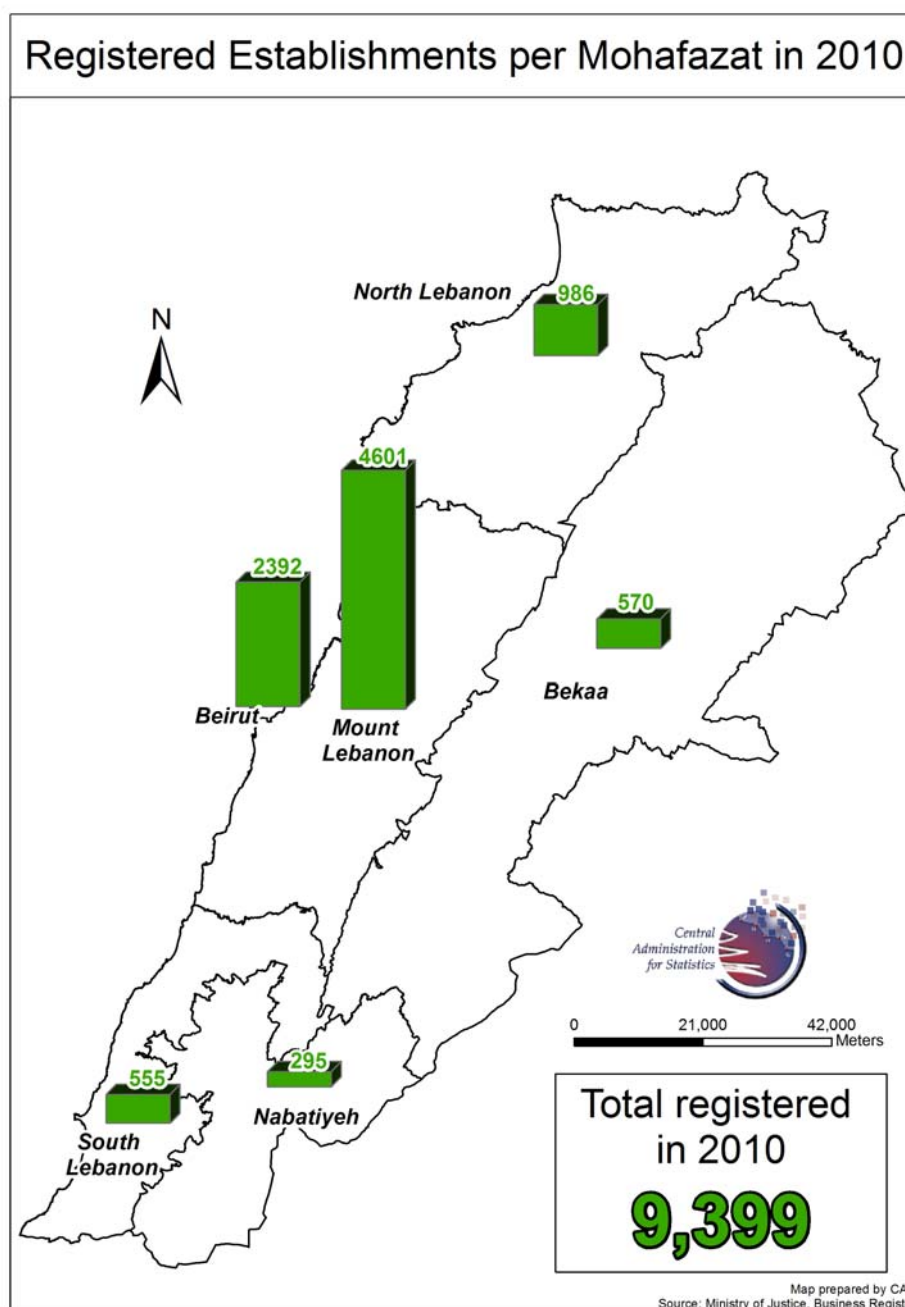 Registered Establishments per Mohafazat in 2010
986
North Lebanon
N
4601
2392
570
Bekaa
Beirut
Mount
Lebanon
Central
Administration
for Statistics
0 21,000 42,000
Meters
295
555
Nabatiyeh
South
Lebanon
Total registered
in 2010
9,399
Map prepared by CA
Source: Ministry of Justice, Business Regist